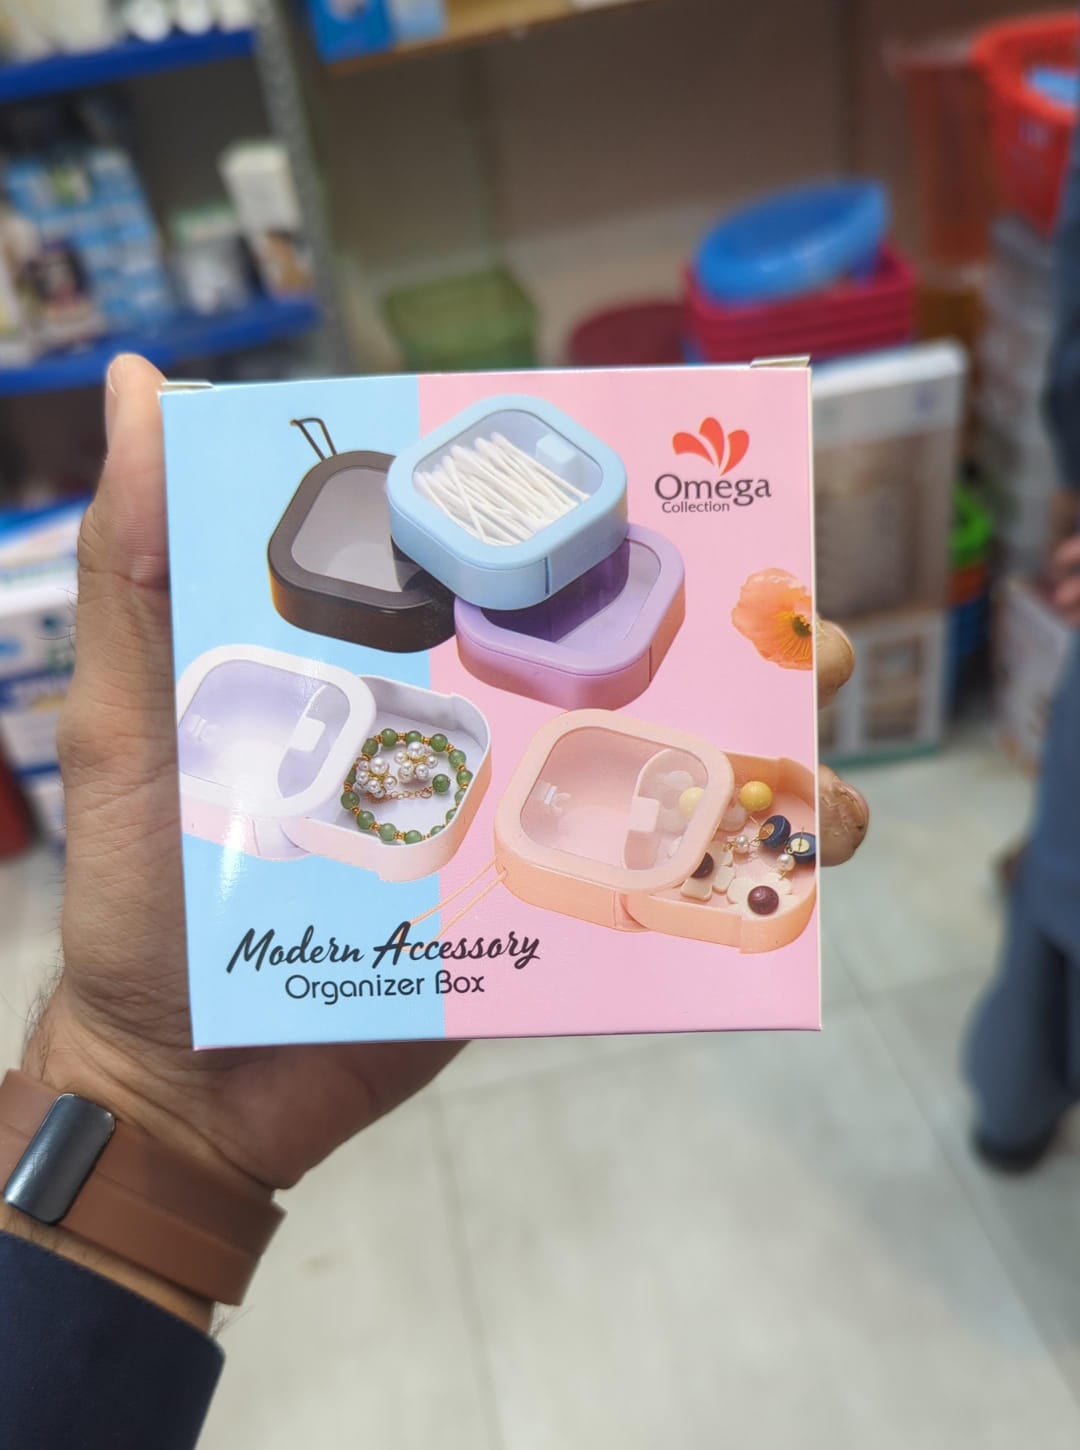 Omega
Collection
Modern Accessory
Organizer Box